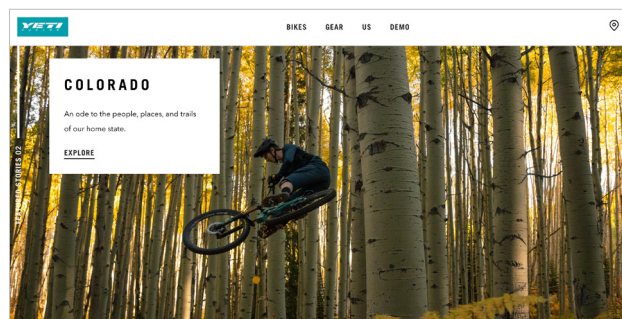 YETI
BIKES GEAR US DEMO
COLORADO
An ode to the people, places, and trails
of our home state.
EXPLORE
FEATURED STORIES 02